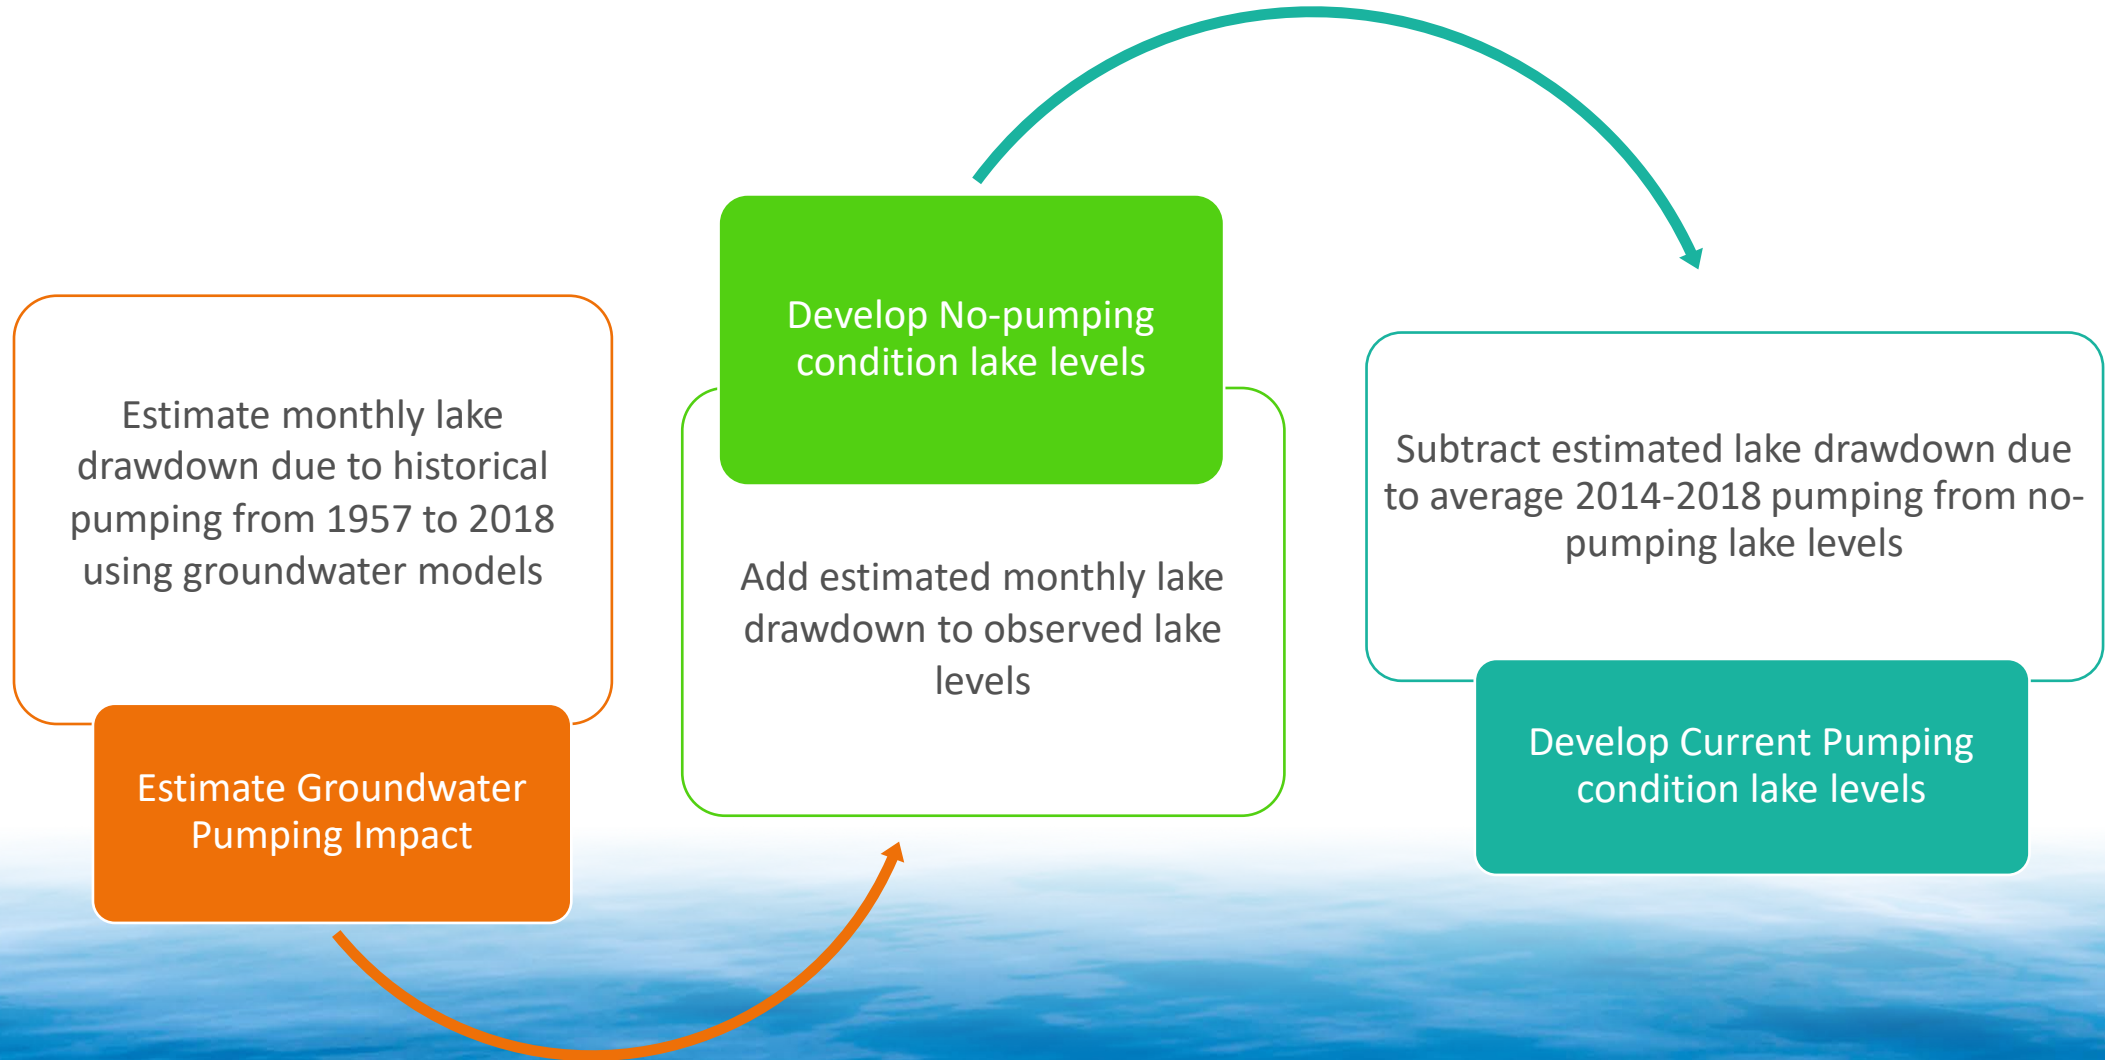 Estimate monthly lake
drawdown due to historical
pumping from 1957 to 2018
using groundwater models
Estimate Groundwater
Pumping Impact
Develop No-pumping
condition lake levels
Add estimated monthly lake
drawdown to observed lake
levels
Subtract estimated lake drawdown due
to average 2014-2018 pumping from no-
pumping lake levels
Develop Current Pumping
condition lake levels